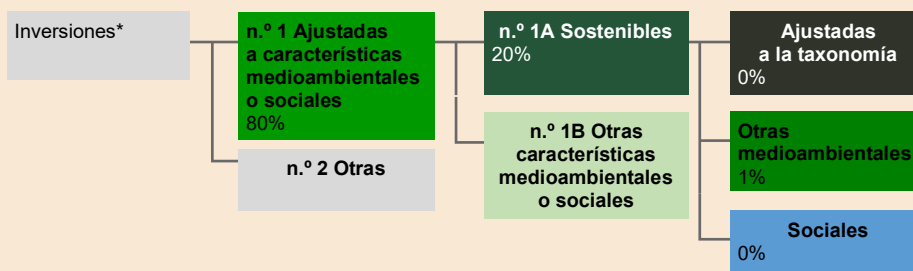 Inversiones*
n.º 1 Ajustadas
a características
medioambientales
o sociales
80%
n.º 2 Otras
n.º 1A Sostenibles
20%
n.º 1B Otras
características
medioambientales
o sociales
Ajustadas
a la taxonomía
0%
Otras
medioambientales
1%
Sociales
0%